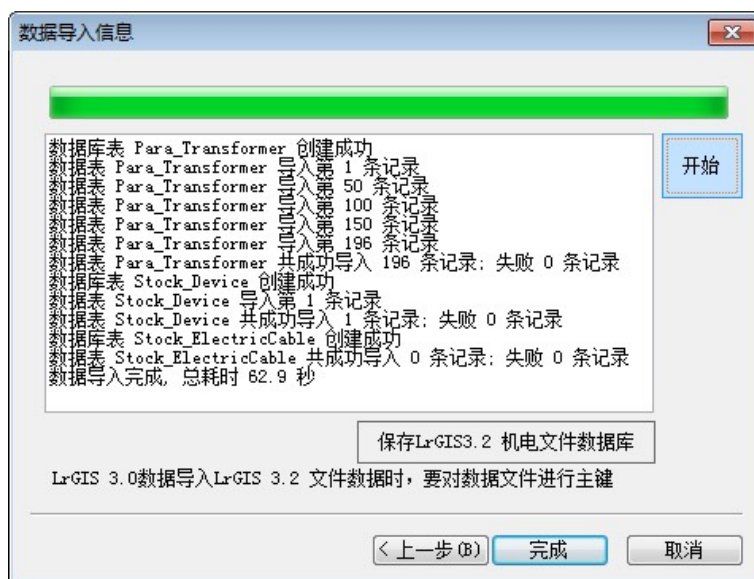 数据导入信息
数据库表 Para_Transformer 创建成功
数据表 Para_Transformer 导入第 1 条记录
数据表 Para_Transformer 导入第 50 条记录
数据表 Para_Transformer 导入第 100 条记录
数据表 Para_Transformer 导入第 150 条记录
数据表 Para_Transformer 导入第 196 条记录
数据表 Para_Transformer 共成功导入 196 条记录; 失败 0 条记录
数据库表 Stock_Device 创建成功
数据表 Stock_Device 导入第 1 条记录
数据表 Stock_Device 共成功导入 1 条记录; 失败 0 条记录
数据库表 Stock_ElectricCable 创建成功
数据表 Stock_ElectricCable 共成功导入 0 条记录; 失败 0 条记录
数据导入完成, 总耗时 62.9 秒
开始
保存LrGIS3.2 机电文件数据库
LrGIS 3.0数据导入LrGIS 3.2 文件数据时，要对数据文件进行主键
< 上一步(B)
完成
取消